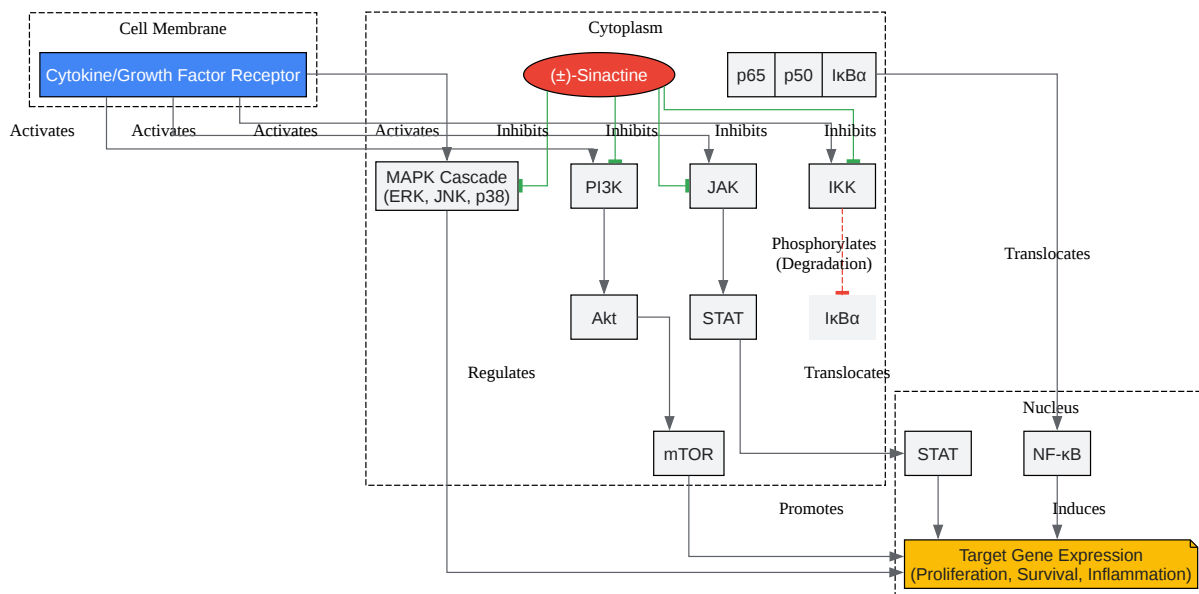 Cell Membrane
Cytoplasm
Cytokine/Growth Factor Receptor
(±)-Sinactine
p65
p50
IκBα
Activates
Activates
Activates
Activates
Inhibits
Inhibits
Inhibits
Inhibits
MAPK Cascade
(ERK, JNK, p38)
PI3K
JAK
IKK
Phosphorylates
(Degradation)
Translocates
Akt
STAT
IκBα
Regulates
Translocates
Nucleus
mTOR
STAT
NF-κB
Promotes
Induces
Target Gene Expression
(Proliferation, Survival, Inflammation)